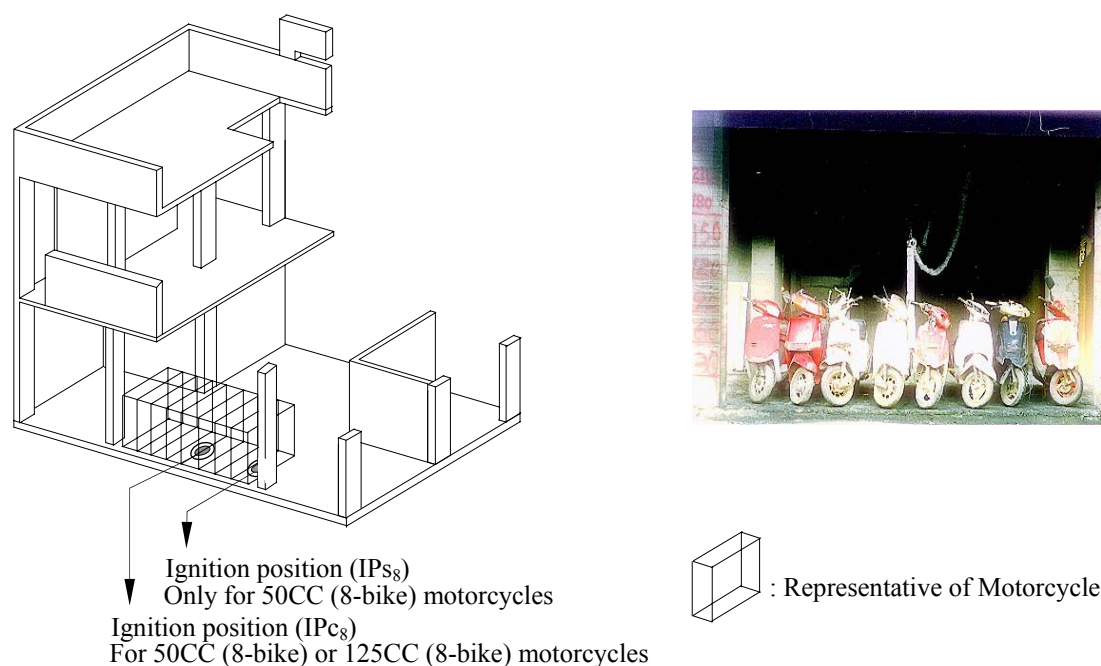 Ignition position (IPs₈)
Only for 50CC (8-bike) motorcycles
Ignition position (IPc₈)
For 50CC (8-bike) or 125CC (8-bike) motorcycles
: Representative of Motorcycle